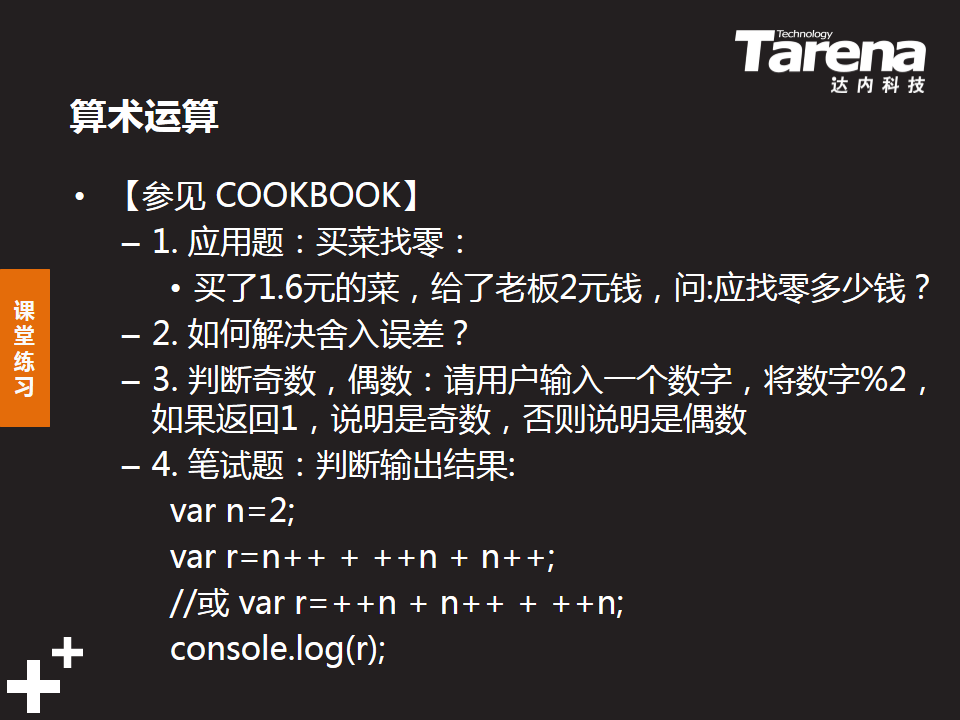 Technology
Tarena
达内科技
算术运算
• 【参见 COOKBOOK】
– 1. 应用题：买菜找零：
• 买了1.6元的菜，给了老板2元钱，问:应找零多少钱？
– 2. 如何解决舍入误差？
– 3. 判断奇数，偶数：请用户输入一个数字，将数字%2，
如果返回1，说明是奇数，否则说明是偶数
– 4. 笔试题：判断输出结果:
var n=2;
var r=n++ + ++n + n++;
//或 var r=++n + n++ + ++n;
console.log(r);
课堂练习